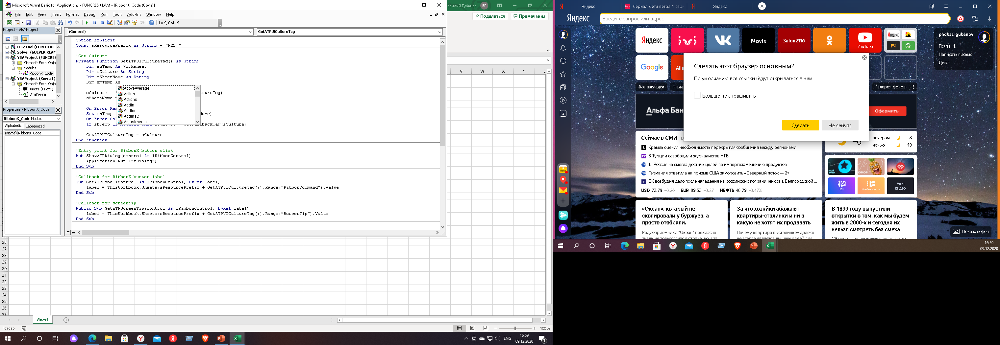 Microsoft Visual Basic for Applications - FUNCRES.XLAM - [RibbonX_Code (Code)]
File Edit View Insert Format Debug Run Tools Add-Ins Window Help
Ln 9, Col 19
Project - VBAProject
EuroTool (EUROTOOL
Solver (SOLVER.XLAM
VBAProject (FUNCRES
Microsoft Excel Obje
Modules
RibbonX_Code
VBAProject (Книга1)
Microsoft Excel Obje
Лист1 (Лист1)
ЭтаКнига
Properties - RibbonX_Code
RibbonX_Code Module
Alphabetic Categorized
(Name) RibbonX_Code
(General) GetATPUICultureTag
Option Explicit
Const sResourcePrefix As String = "RES "
'Get Culture
Private Function GetATPUICultureTag() As String
Dim shTemp As Worksheet
Dim sCulture As String
Dim sSheetName As String
Dim smTemp As
AboveAverage
Action
Actions
AddIn
AddIns
AddIns2
Adjustments
sCulture = tureTag)
sSheetName =
On Error Res
Set shTemp = ame)
On Error Go
If shTemp Is backTag(sCulture)
GetATPUICultureTag = sCulture
End Function
'Entry point for RibbonX button click
Sub ShowATPDialog(control As IRibbonControl)
Application.Run ("fDialog")
End Sub
'Callback for RibbonX button label
Sub GetATPLabel(control As IRibbonControl, ByRef label)
label = ThisWorkbook.Sheets(sResourcePrefix + GetATPUICultureTag()).Range("RibbonCommand").Value
End Sub
'Callback for screentip
Public Sub GetATPScreenTip(control As IRibbonControl, ByRef label)
label = ThisWorkbook.Sheets(sResourcePrefix + GetATPUICultureTag()).Range("ScreenTip").Value
End Sub
Василий Губанов ВГ
Поделиться Примечания
V W X Y
26
27
28
29
30
31
32
33
34
35
36
37
Лист1
Готово
100 %
ENG 16:59
09.12.2020
1
Яндекс Сериал Дети ветра 1 сери Яндекс
Яндекс Введите запрос или адрес
3
Яндекс ivi Movix Salon2116 YouTube Яндекс
Google Alie
phdbasilgubanov
Почта 1
Написать письмо
Диск
Все закладки Неда Галерея фонов
Сделать этот браузер основным?
По умолчанию все ссылки будут открываться в нём
Больше не спрашивать
Сделать Не сейчас
Альфа Бан Оформить
Сейчас в СМИ
Кремль оценил необходимость перекрытия сообщения между регионами
В Турции освободили журналистов НТВ
Ъ: Россия не смогла достичь целей по импортозамещению продуктов
Германия ответила на призыв США заморозить «Северный поток — 2»
СК возбудил дело после нападения на российских пограничников в Белгородской ...
USD 73,79 −0,26 EUR 89,53 −0,27 НЕФТЬ 48,79 −0,47%
−6 вечером −8
ночью −10
Ещё видео
«Океан», который не скопировали у буржуев, а просто отобрали.
Радиоприемники "Океан" прекрасно
За что хозяйки обожают квартиры-сталинки и ни в какую не хотят их продавать
Почему квартира в «сталинке» далеко
В 1899 году выпустили открытки о том, как мы будем жить в 2000-х и сегодня их нельзя смотреть без смеха
Показать фон
16:59
09.12.2020